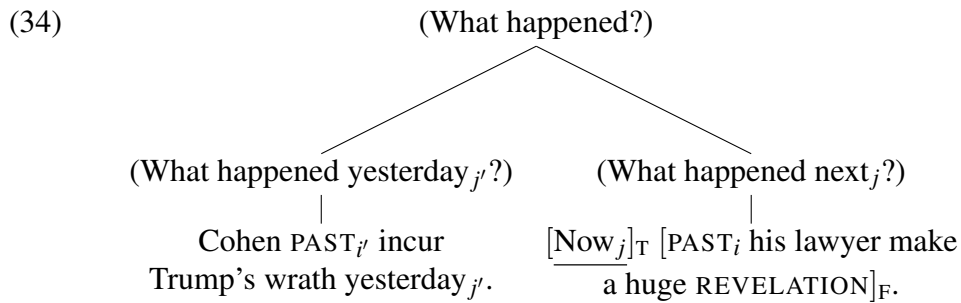 (34) (What happened?)
(What happened yesterday_j′?) (What happened next_j?)
Cohen PAST_i′ incur [Now_j]_T [PAST_i his lawyer make
Trump's wrath yesterday_j′. a huge REVELATION]_F.